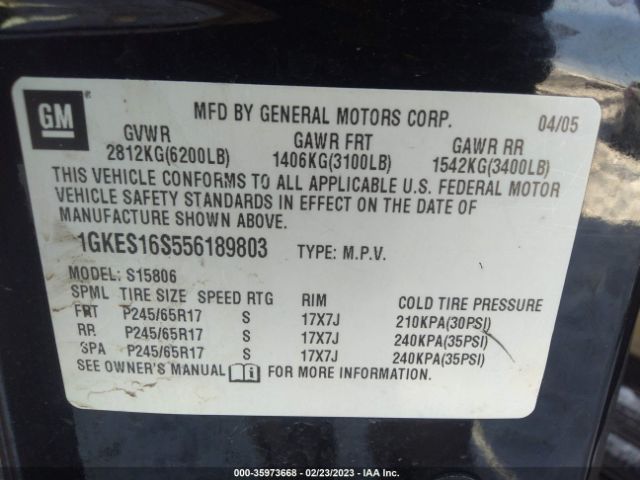 GM ®
MFD BY GENERAL MOTORS CORP. 04/05
GVWR GAWR FRT GAWR RR
2812KG(6200LB) 1406KG(3100LB) 1542KG(3400LB)
THIS VEHICLE CONFORMS TO ALL APPLICABLE U.S. FEDERAL MOTOR
VEHICLE SAFETY STANDARDS IN EFFECT ON THE DATE OF
MANUFACTURE SHOWN ABOVE.
1GKES16S556189803 TYPE: M.P.V.
MODEL: S15806
SPML TIRE SIZE SPEED RTG RIM COLD TIRE PRESSURE
FRT P245/65R17 S 17X7J 210KPA(30PSI)
RR P245/65R17 S 17X7J 240KPA(35PSI)
3PA P245/65R17 S 17X7J 240KPA(35PSI)
SEE OWNER'S MANUAL FOR MORE INFORMATION.
000-35973668 - 02/23/2023 - IAA Inc.